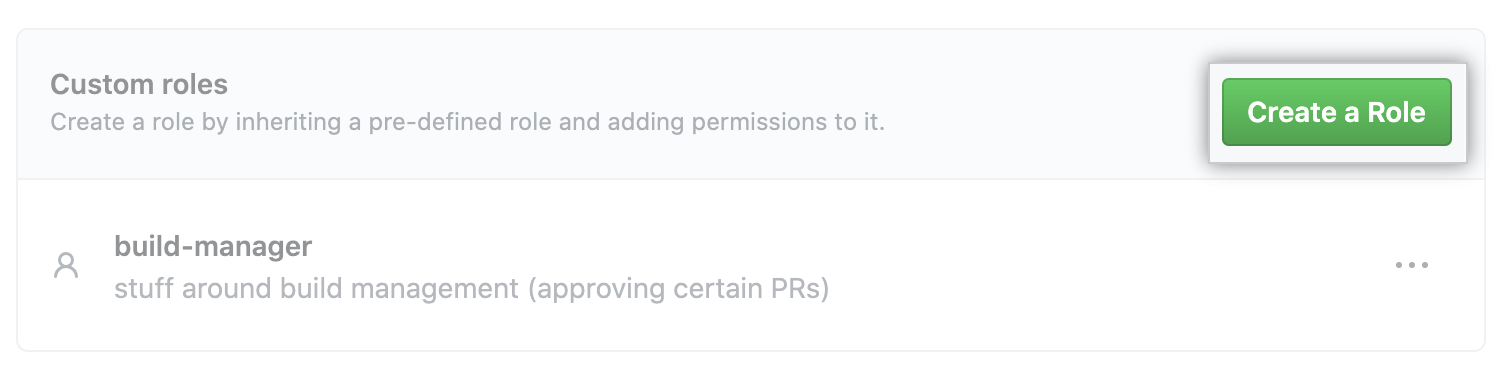 Custom roles
Create a role by inheriting a pre-defined role and adding permissions to it.
Create a Role
build-manager
stuff around build management (approving certain PRs)